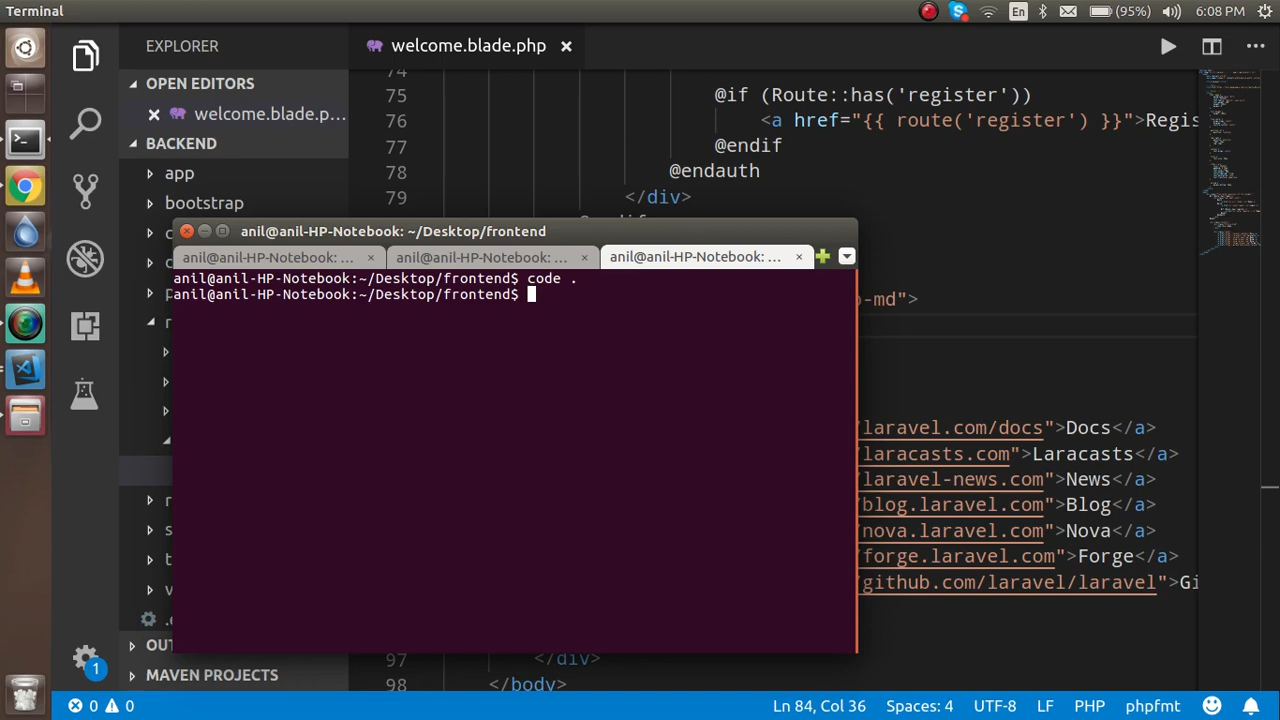 Terminal
En
(95%)
6:08 PM
EXPLORER
OPEN EDITORS
welcome.blade.p...
BACKEND
app
bootstrap
OUT
MAVEN PROJECTS
1
welcome.blade.php
74
75 @if (Route::has('register'))
76 <a href="{{ route('register') }}">Regis
77 @endif
78 @endauth
79 </div>
anil@anil-HP-Notebook: ~/Desktop/frontend
anil@anil-HP-Notebook: ...
anil@anil-HP-Notebook: ...
anil@anil-HP-Notebook: ...
anil@anil-HP-Notebook:~/Desktop/frontend$ code .
anil@anil-HP-Notebook:~/Desktop/frontend$
-md">
/laravel.com/docs">Docs</a>
/laracasts.com">Laracasts</a>
/laravel-news.com">News</a>
/blog.laravel.com">Blog</a>
/nova.laravel.com">Nova</a>
/forge.laravel.com">Forge</a>
/github.com/laravel/laravel">Gi
97 </div>
98 </body>
0 0
Ln 84, Col 36
Spaces: 4
UTF-8
LF
PHP
phpfmt